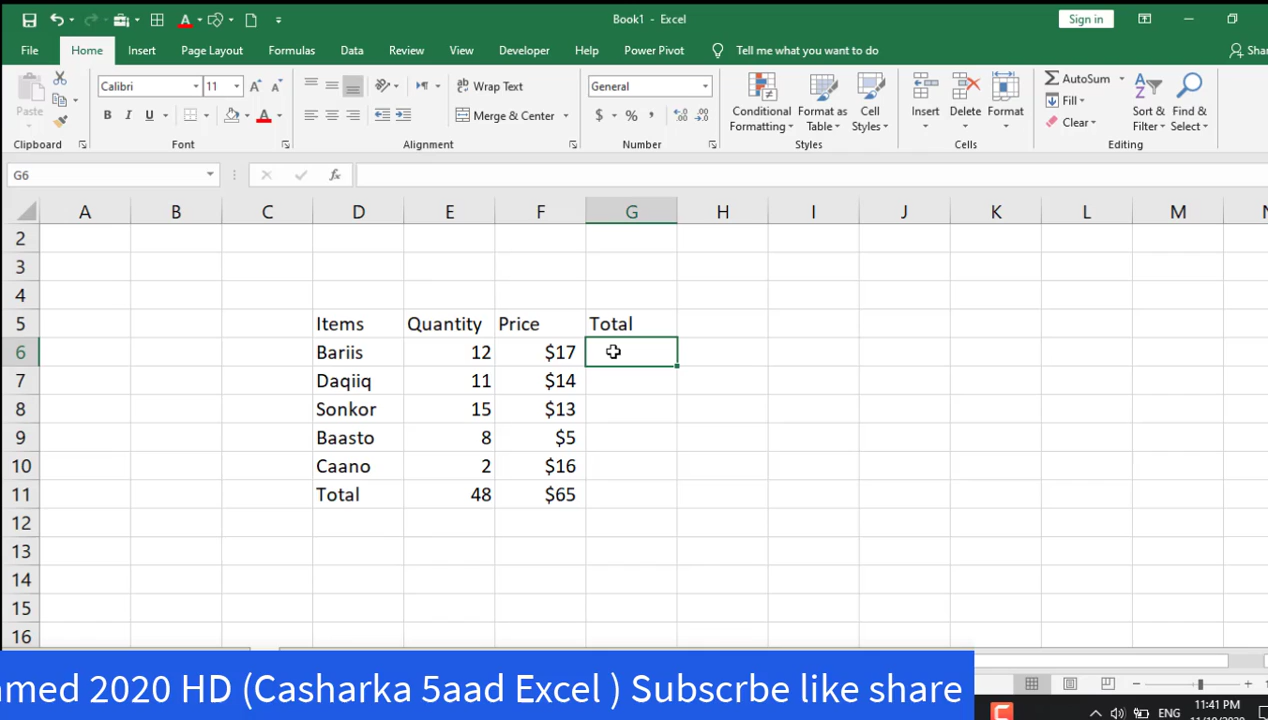 Book1 - Excel
Sign in
File Home Insert Page Layout Formulas Data Review View Developer Help Power Pivot Tell me what you want to do Shar
Paste Calibri 11 Wrap Text General Conditional Formatting Format as Table Cell Styles Insert Delete Format AutoSum Sort & Filter Find & Select
B I U Merge & Center $ % , Fill
Clear
Clipboard Font Alignment Number Styles Cells Editing
G6 fx
A B C D E F G H I J K L M N
2
3
4
5 Items Quantity Price Total
6 Bariis 12 $17
7 Daqiiq 11 $14
8 Sonkor 15 $13
9 Baasto 8 $5
10 Caano 2 $16
11 Total 48 $65
12
13
14
15
16
amed 2020 HD (Casharka 5aad Excel ) Subscrbe like share
ENG 11:41 PM